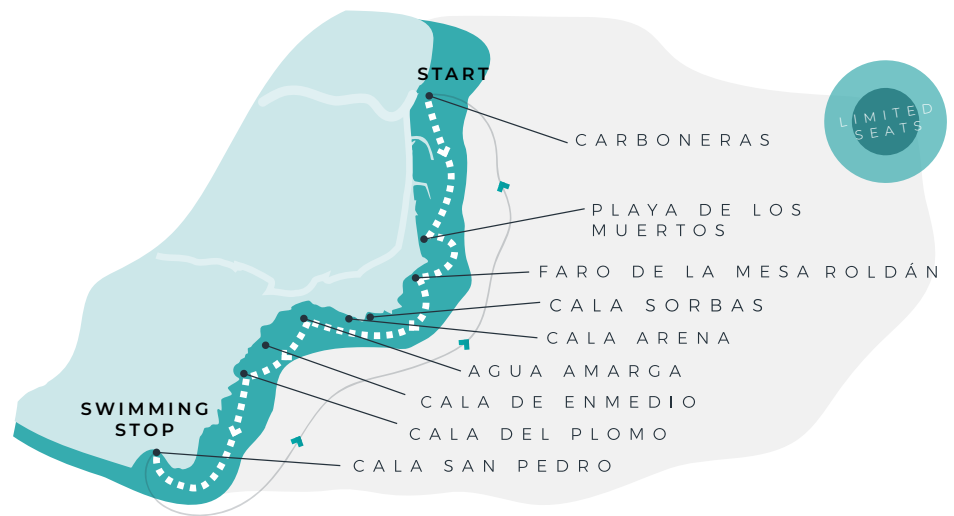 START
LIMITED
SEATS
CARBONERAS
PLAYA DE LOS
MUERTOS
FARO DE LA MESA ROLDÁN
CALA SORBAS
CALA ARENA
AGUA AMARGA
CALA DE ENMEDIO
SWIMMING
STOP
CALA DEL PLOMO
CALA SAN PEDRO